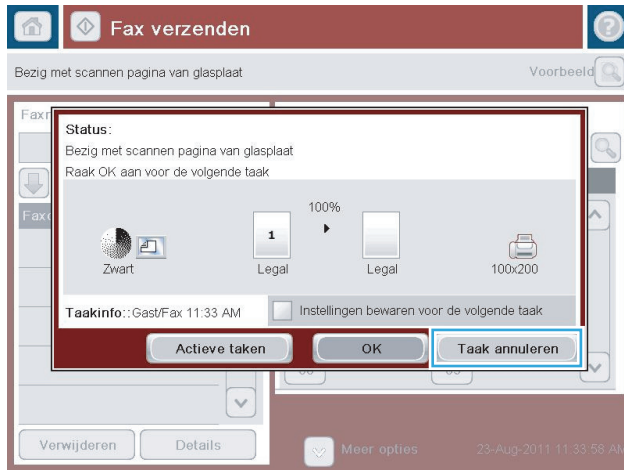 Fax verzenden
Bezig met scannen pagina van glasplaat
Voorbeeld
Status:
Bezig met scannen pagina van glasplaat
Raak OK aan voor de volgende taak
100%
1
Zwart
Legal
Legal
100x200
Taakinfo::Gast/Fax 11:33 AM
Instellingen bewaren voor de volgende taak
Actieve taken
OK
Taak annuleren
Verwijderen
Details
Meer opties
23-Aug-2011 11:33:58 AM